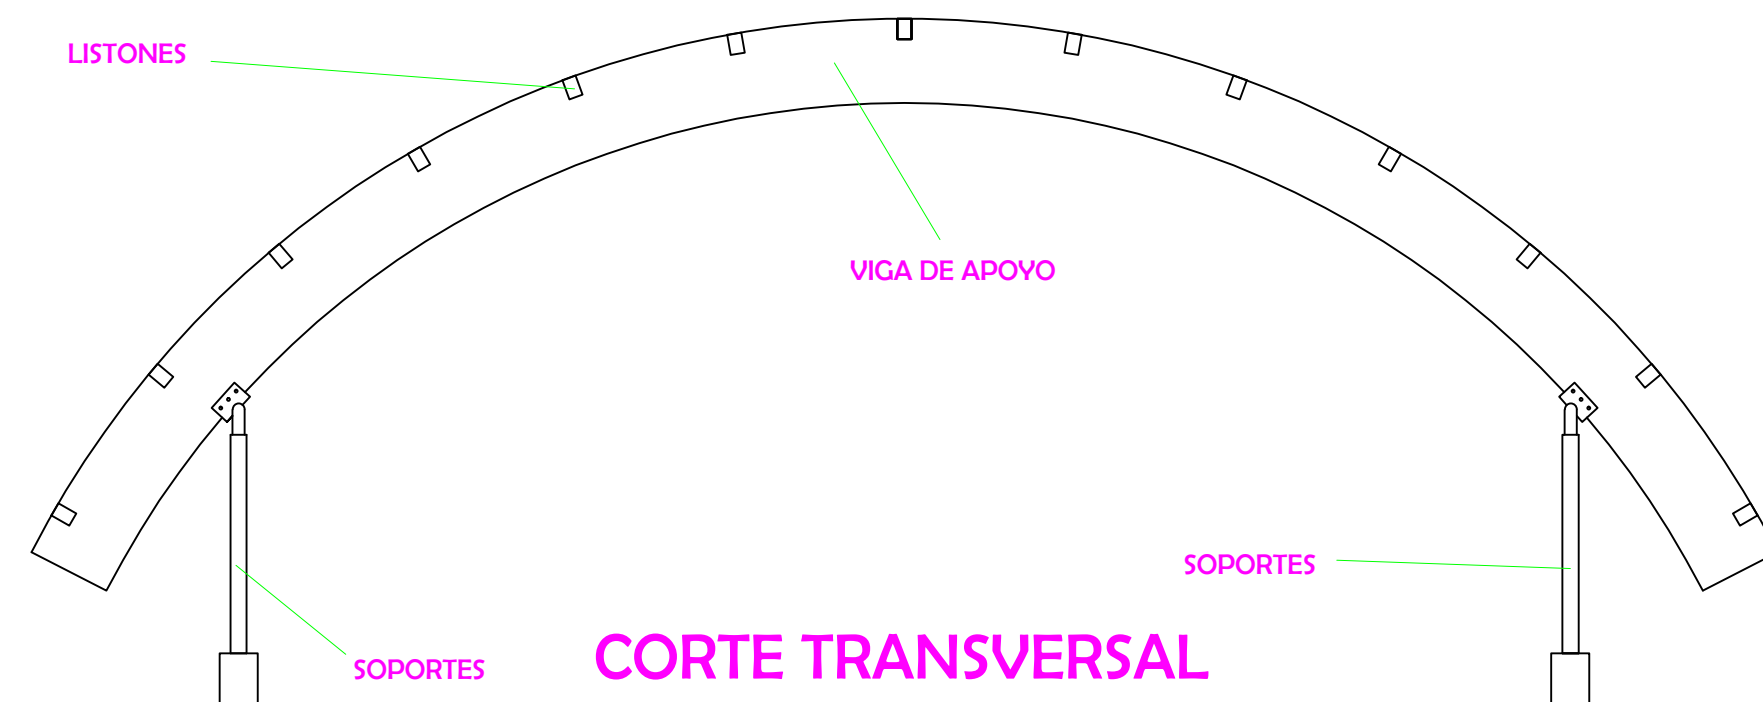 LISTONES
VIGA DE APOYO
SOPORTES
CORTE TRANSVERSAL
SOPORTES